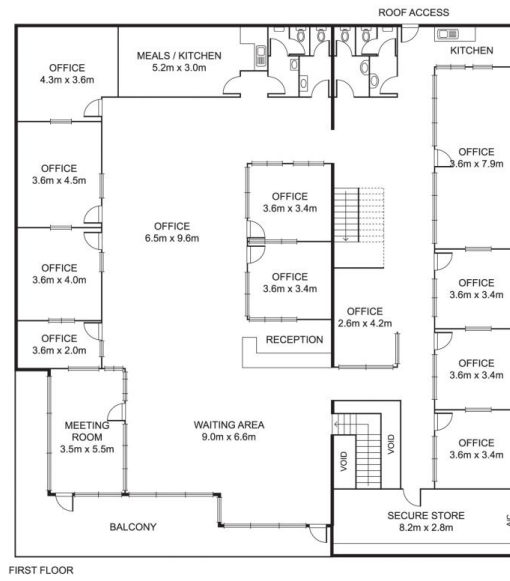 ROOF ACCESS
OFFICE
4.3m x 3.6m
MEALS / KITCHEN
5.2m x 3.0m
KITCHEN
OFFICE
3.6m x 4.5m
OFFICE
3.6m x 7.9m
OFFICE
6.5m x 9.6m
OFFICE
3.6m x 3.4m
OFFICE
3.6m x 4.0m
OFFICE
3.6m x 3.4m
OFFICE
3.6m x 3.4m
OFFICE
2.6m x 4.2m
RECEPTION
OFFICE
3.6m x 2.0m
OFFICE
3.6m x 3.4m
MEETING
ROOM
3.5m x 5.5m
WAITING AREA
9.0m x 6.6m
VOID
VOID
OFFICE
3.6m x 3.4m
BALCONY
SECURE STORE
8.2m x 2.8m
A/C
FIRST FLOOR